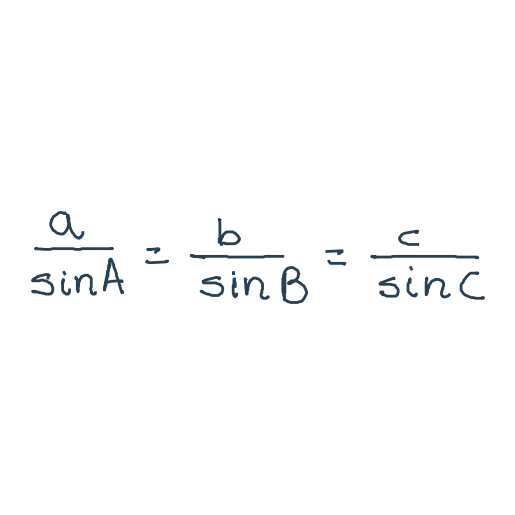 a/sinA = b/sinB = c/sinC